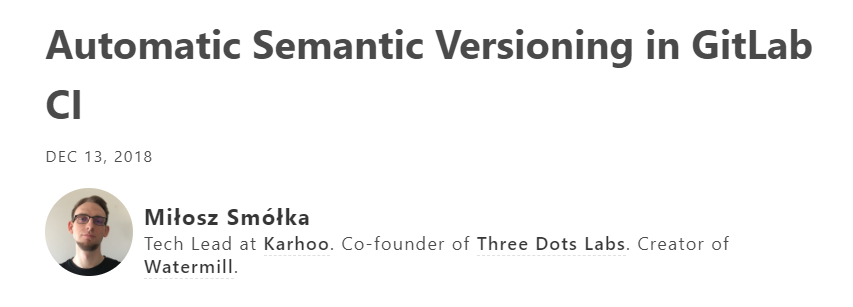 Automatic Semantic Versioning in GitLab
CI
DEC 13, 2018
Miłosz Smółka
Tech Lead at Karhoo. Co-founder of Three Dots Labs. Creator of
Watermill.